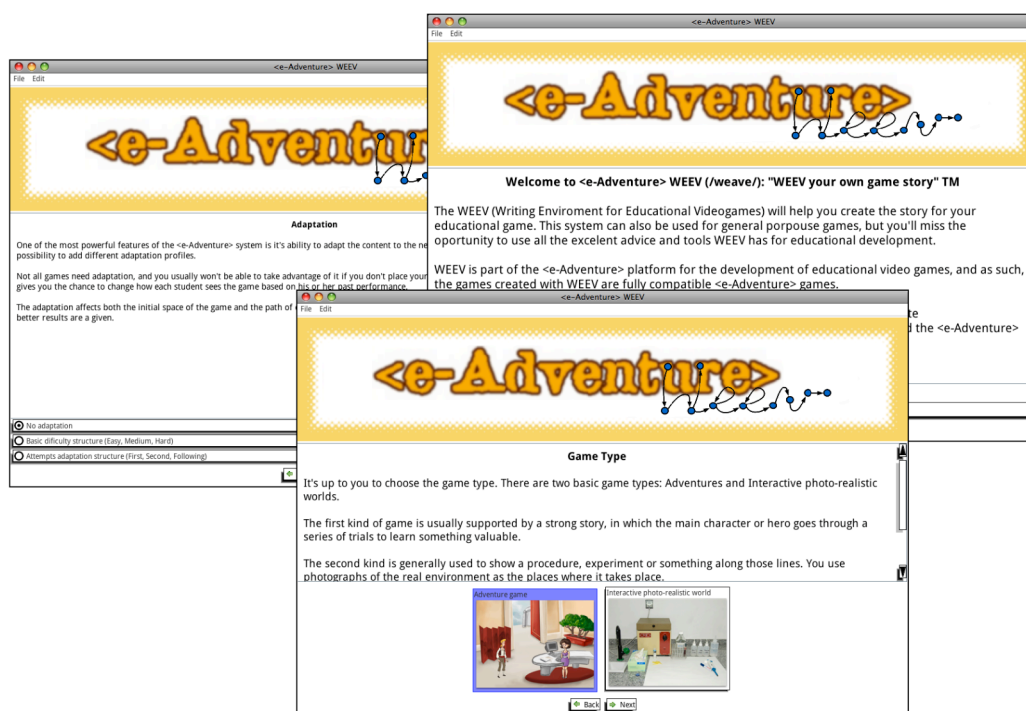 <e-Adventure> WEEV
File Edit
<e-Adventure>
Weev
Welcome to <e-Adventure> WEEV (/weave/): "WEEV your own game story" TM
The WEEV (Writing Enviroment for Educational Videogames) will help you create the story for your
educational game. This system can also be used for general porpouse games, but you'll miss the
oportunity to use all the excelent advice and tools WEEV has for educational development.
WEEV is part of the <e-Adventure> platform for the development of educational video games, and as such,
the games created with WEEV are fully compatible <e-Adventure> games.
d the <e-Adventure>
<e-Adventure> WEEV
File Edit
<e-Adventure
W
Adaptation
One of the most powerful features of the <e-Adventure> system is it's ability to adapt the content to the ne
possibility to add different adaptation profiles.
Not all games need adaptation, and you usually won't be able to take advantage of it if you don't place your
gives you the chance to change how each student sees the game based on his or her past performance.
The adaptation affects both the initial space of the game and the path of
better results are a given.
No adaptation
Basic dificulty structure (Easy, Medium, Hard)
Attempts adaptation structure (First, Second, Following)
<e-Adventure> WEEV
File Edit
<e-Adventure>
Weev
Game Type
It's up to you to choose the game type. There are two basic game types: Adventures and Interactive photo-realistic
worlds.
The first kind of game is usually supported by a strong story, in which the main character or hero goes through a
series of trials to learn something valuable.
The second kind is generally used to show a procedure, experiment or something along those lines. You use
photographs of the real environment as the places where it takes place.
Adventure game
Interactive photo-realistic world
Back Next